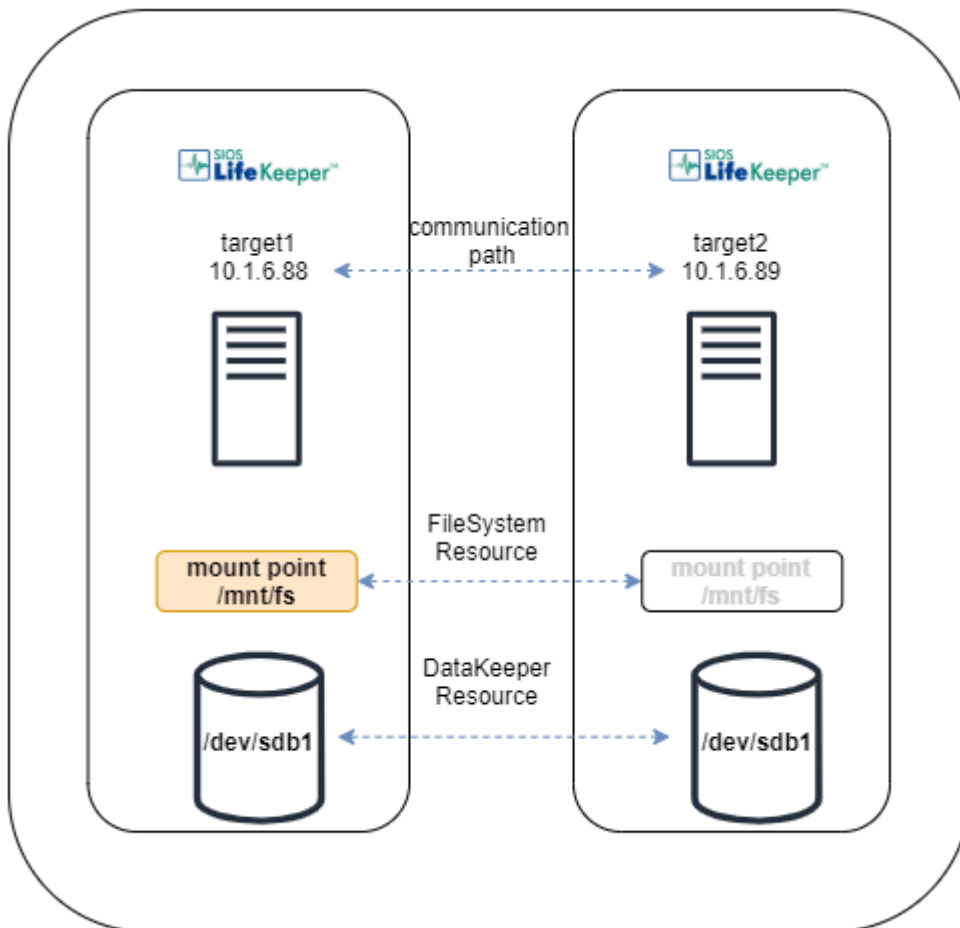 SIOS
LifeKeeper™
SIOS
LifeKeeper™
communication
path
target1
10.1.6.88
target2
10.1.6.89
FileSystem
Resource
mount point
/mnt/fs
mount point
/mnt/fs
DataKeeper
Resource
/dev/sdb1
/dev/sdb1